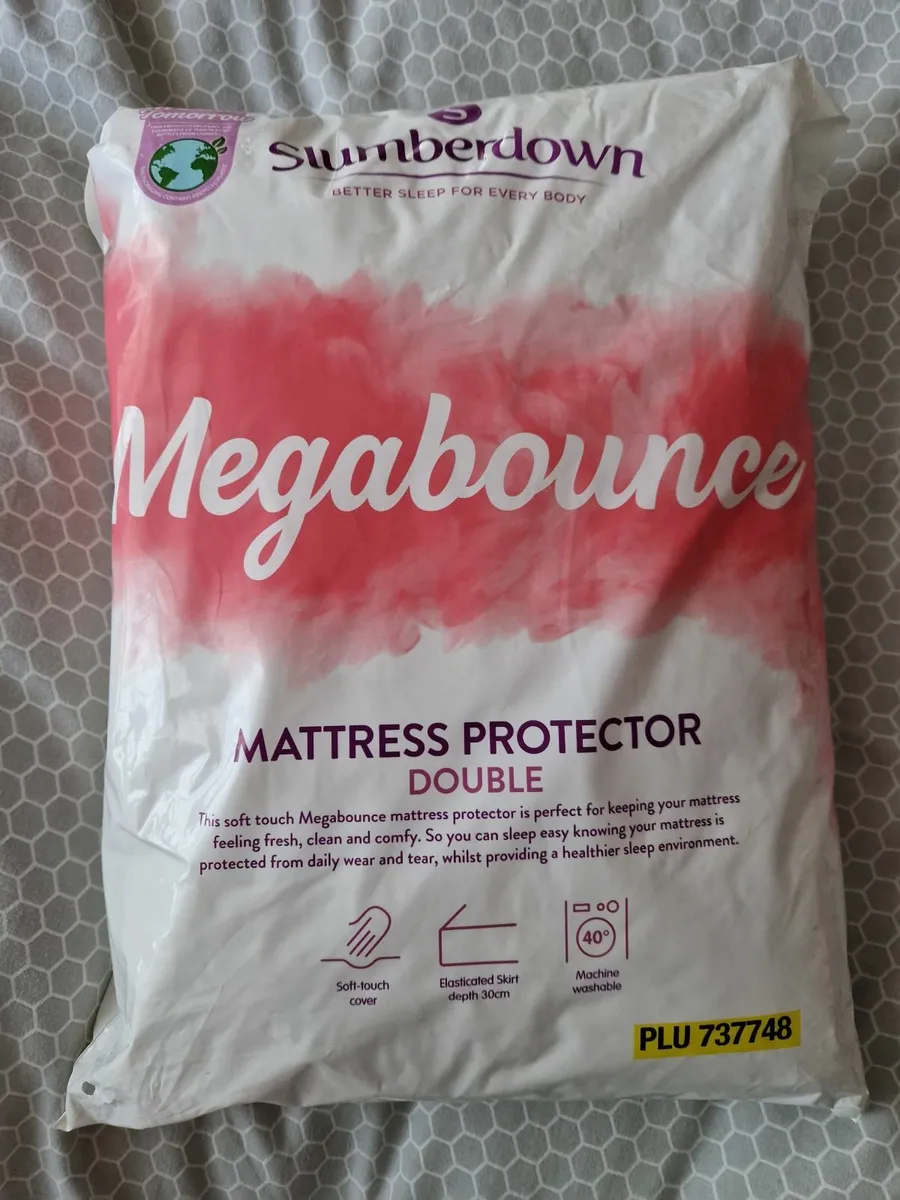 Tomorrow
Slumberdown
BETTER SLEEP FOR EVERY BODY
Megabounce
MATTRESS PROTECTOR
DOUBLE
This soft touch Megabounce mattress protector is perfect for keeping your mattress
feeling fresh, clean and comfy. So you can sleep easy knowing your mattress is
protected from daily wear and tear, whilst providing a healthier sleep environment.
Soft-touch
cover
Elasticated Skirt
depth 30cm
40°
Machine
washable
PLU 737748